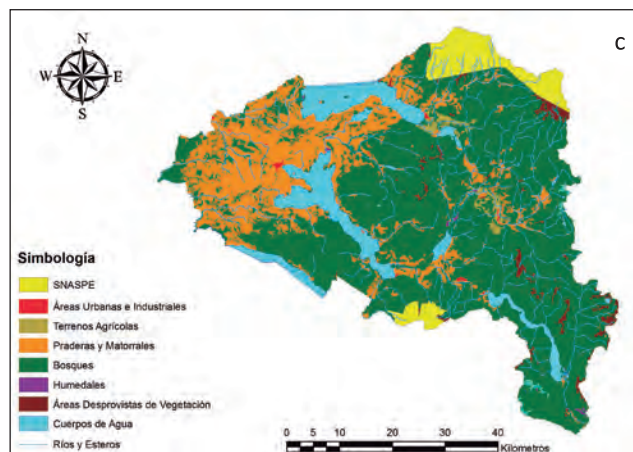 C
N
W E
S
Simbología
SNASPE
Áreas Urbanas e Industriales
Terrenos Agrícolas
Praderas y Matorrales
Bosques
Humedales
Áreas Desprovistas de Vegetación
Cuérpos de Agua
Ríos y Esteros
0 5 10 20 30 40
Kilometros